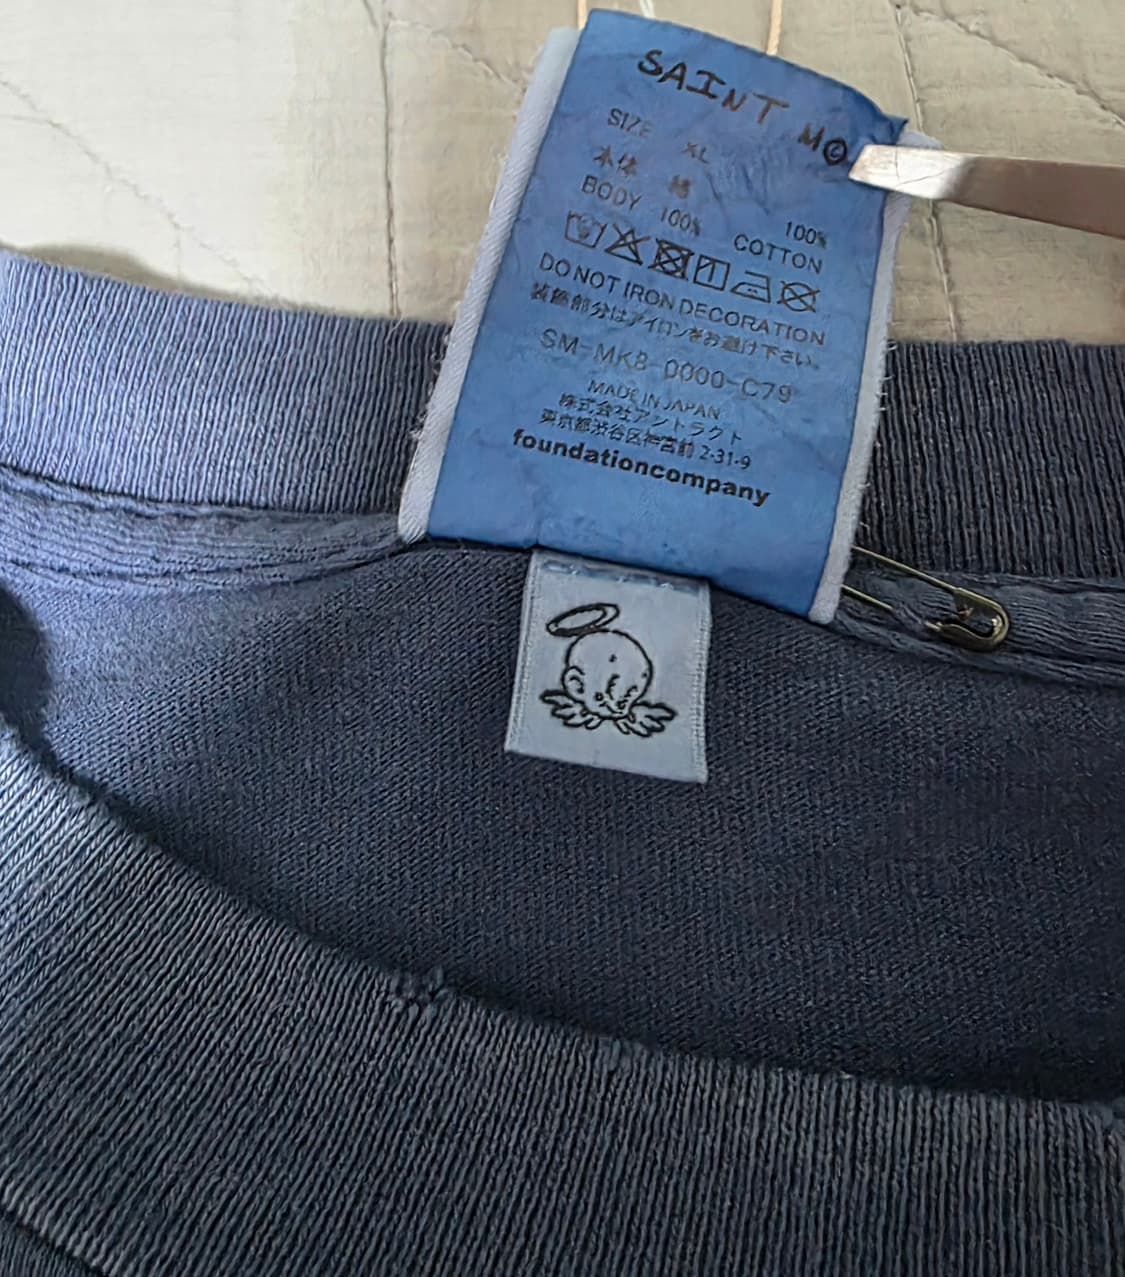 SAINT M
SIZE XL
本体 綿 100%
BODY 100% COTTON
DO NOT IRON DECORATION
装飾部分はアイロンをお避け下さい。
SM-MK8-0000-C79
MADE IN JAPAN
株式会社アントラクト
東京都渋谷区神宮前 2-31-9
foundationcompany